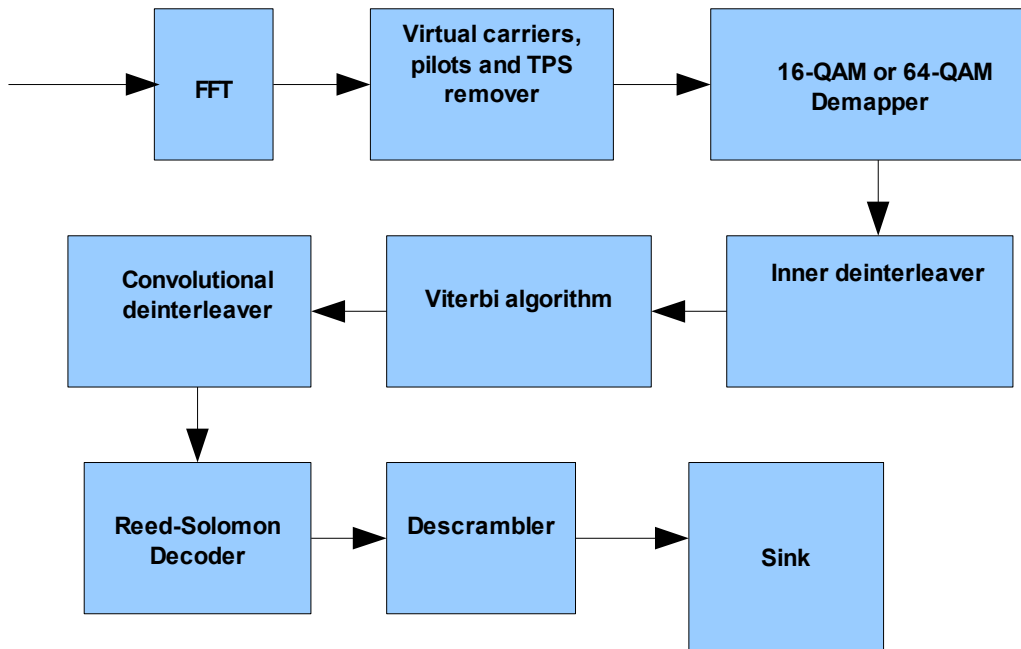 FFT
Virtual carriers,
pilots and TPS
remover
16-QAM or 64-QAM
Demapper
Inner deinterleaver
Viterbi algorithm
Convolutional
deinterleaver
Reed-Solomon
Decoder
Descrambler
Sink